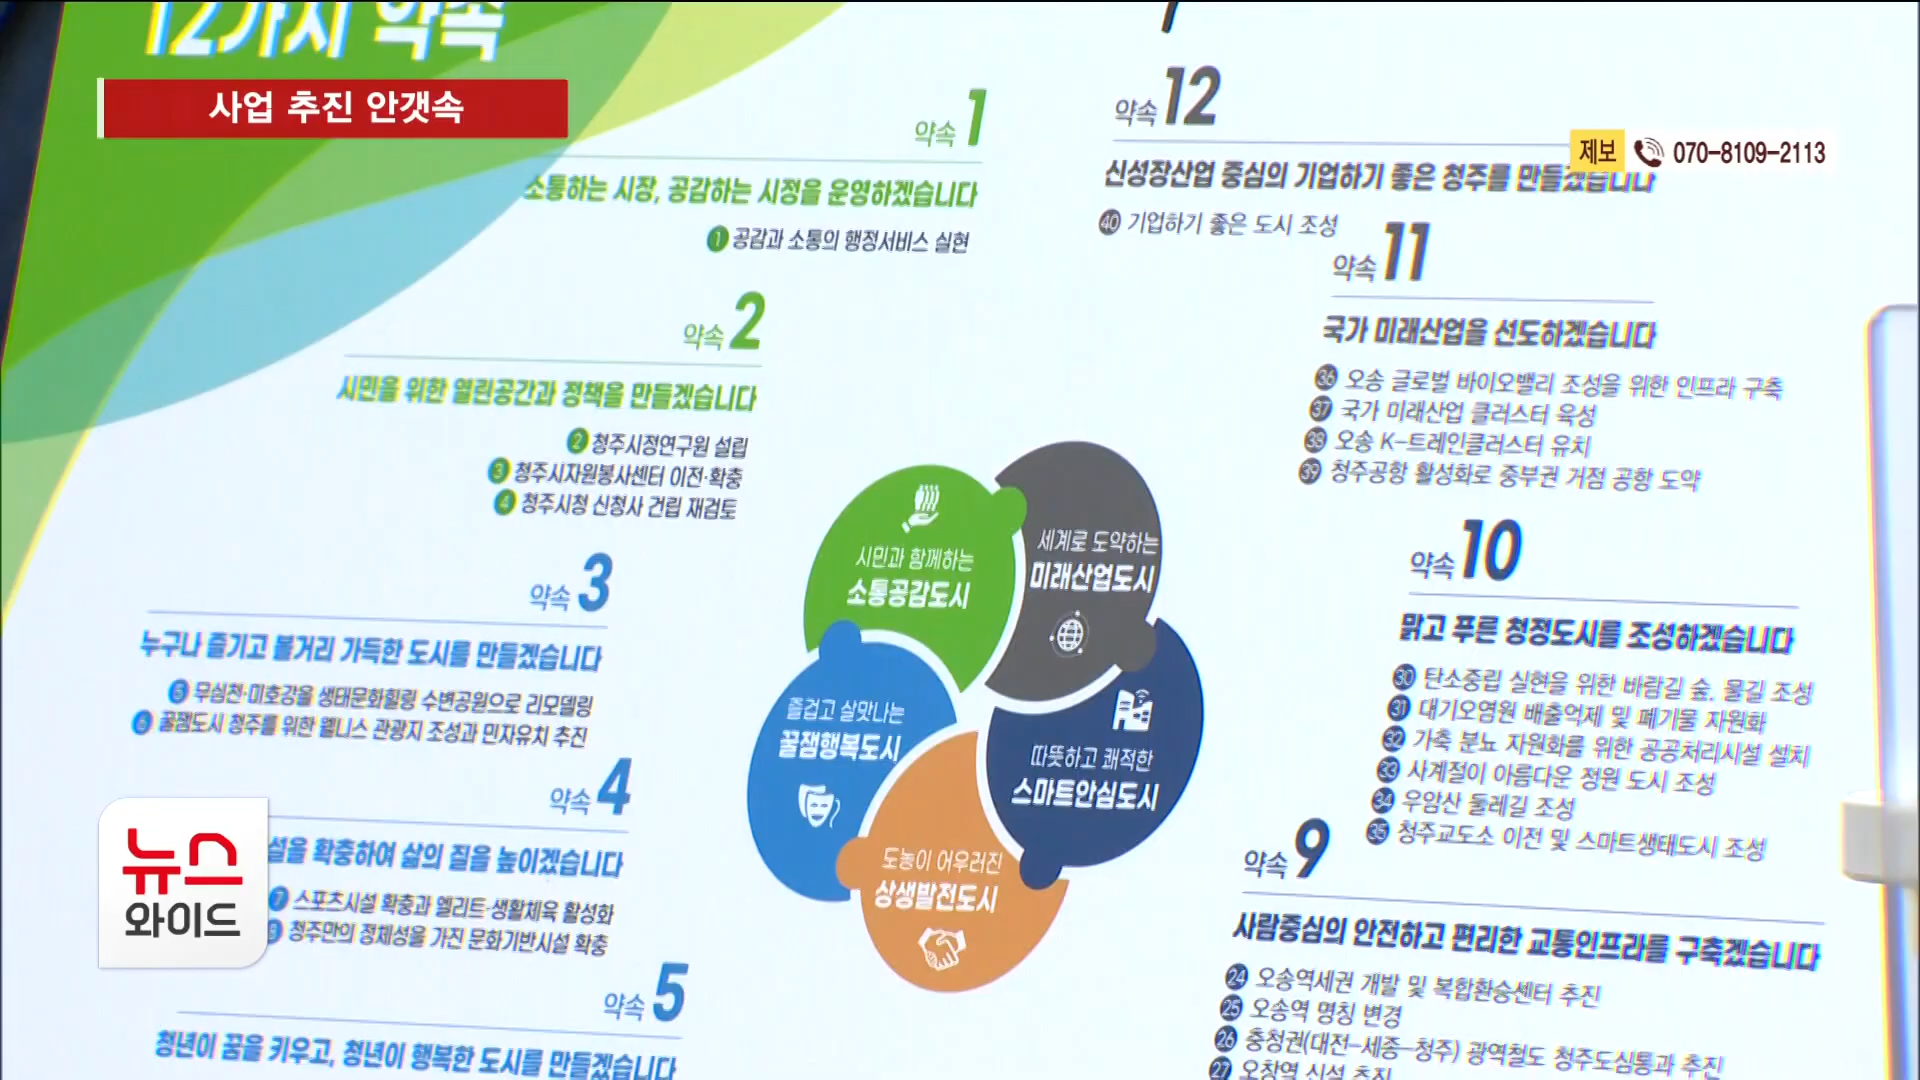 12가지 약속
사업 추진 안갯속
제보 070-8109-2113
약속 1
소통하는 시장, 공감하는 시정을 운영하겠습니다
1 공감과 소통의 행정서비스 실현
약속 2
시민을 위한 열린공간과 정책을 만들겠습니다
2 청주시정연구원 설립
3 청주시자원봉사센터 이전·확충
4 청주시청 신청사 건립 재검토
약속 3
누구나 즐기고 볼거리 가득한 도시를 만들겠습니다
5 무심천·미호강을 생태문화힐링 수변공원으로 리모델링
6 꿀잼도시 청주를 위한 웰니스 관광지 조성과 민자유치 추진
약속 4
설을 확충하여 삶의 질을 높이겠습니다
7 스포츠시설 확충과 엘리트·생활체육 활성화
8 청주만의 정체성을 가진 문화기반시설 확충
약속 5
청년이 꿈을 키우고, 청년이 행복한 도시를 만들겠습니다
시민과 함께하는
소통공감도시
세계로 도약하는
미래산업도시
즐겁고 살맛나는
꿀잼행복도시
따뜻하고 쾌적한
스마트안심도시
도농이 어우러진
상생발전도시
약속 12
신성장산업 중심의 기업하기 좋은 청주를 만들겠습니다
40 기업하기 좋은 도시 조성
약속 11
국가 미래산업을 선도하겠습니다
36 오송 글로벌 바이오밸리 조성을 위한 인프라 구축
37 국가 미래산업 클러스터 육성
38 오송 K-트레인클러스터 유치
39 청주공항 활성화로 중부권 거점 공항 도약
약속 10
맑고 푸른 청정도시를 조성하겠습니다
30 탄소중립 실현을 위한 바람길 숲, 물길 조성
31 대기오염원 배출억제 및 폐기물 자원화
32 가축 분뇨 자원화를 위한 공공처리시설 설치
33 사계절이 아름다운 정원 도시 조성
34 우암산 둘레길 조성
35 청주교도소 이전 및 스마트생태도시 조성
약속 9
사람중심의 안전하고 편리한 교통인프라를 구축겠습니다
24 오송역세권 개발 및 복합환승센터 추진
25 오송역 명칭 변경
26 충청권(대전-세종-청주) 광역철도 청주도심통과 추진
27 오창역 신설 추진
뉴스
와이드